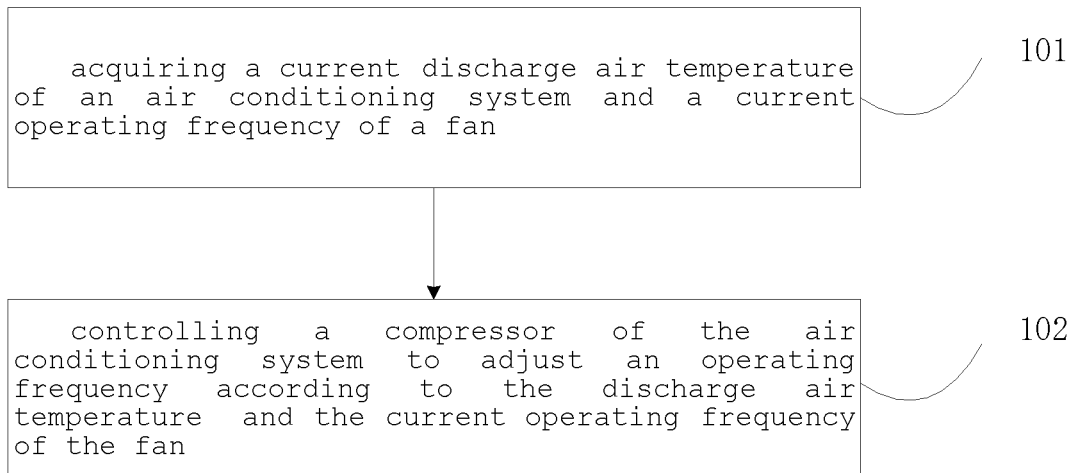 acquiring a current discharge air temperature
of an air conditioning system and a current
operating frequency of a fan
101
controlling a compressor of the air
conditioning system to adjust an operating
frequency according to the discharge air
temperature and the current operating frequency
of the fan
102